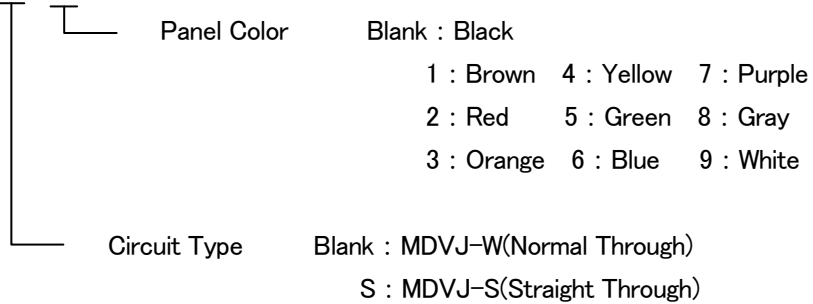 Panel Color Blank : Black
1 : Brown 4 : Yellow 7 : Purple
2 : Red 5 : Green 8 : Gray
3 : Orange 6 : Blue 9 : White
Circuit Type Blank : MDVJ-W(Normal Through)
S : MDVJ-S(Straight Through)